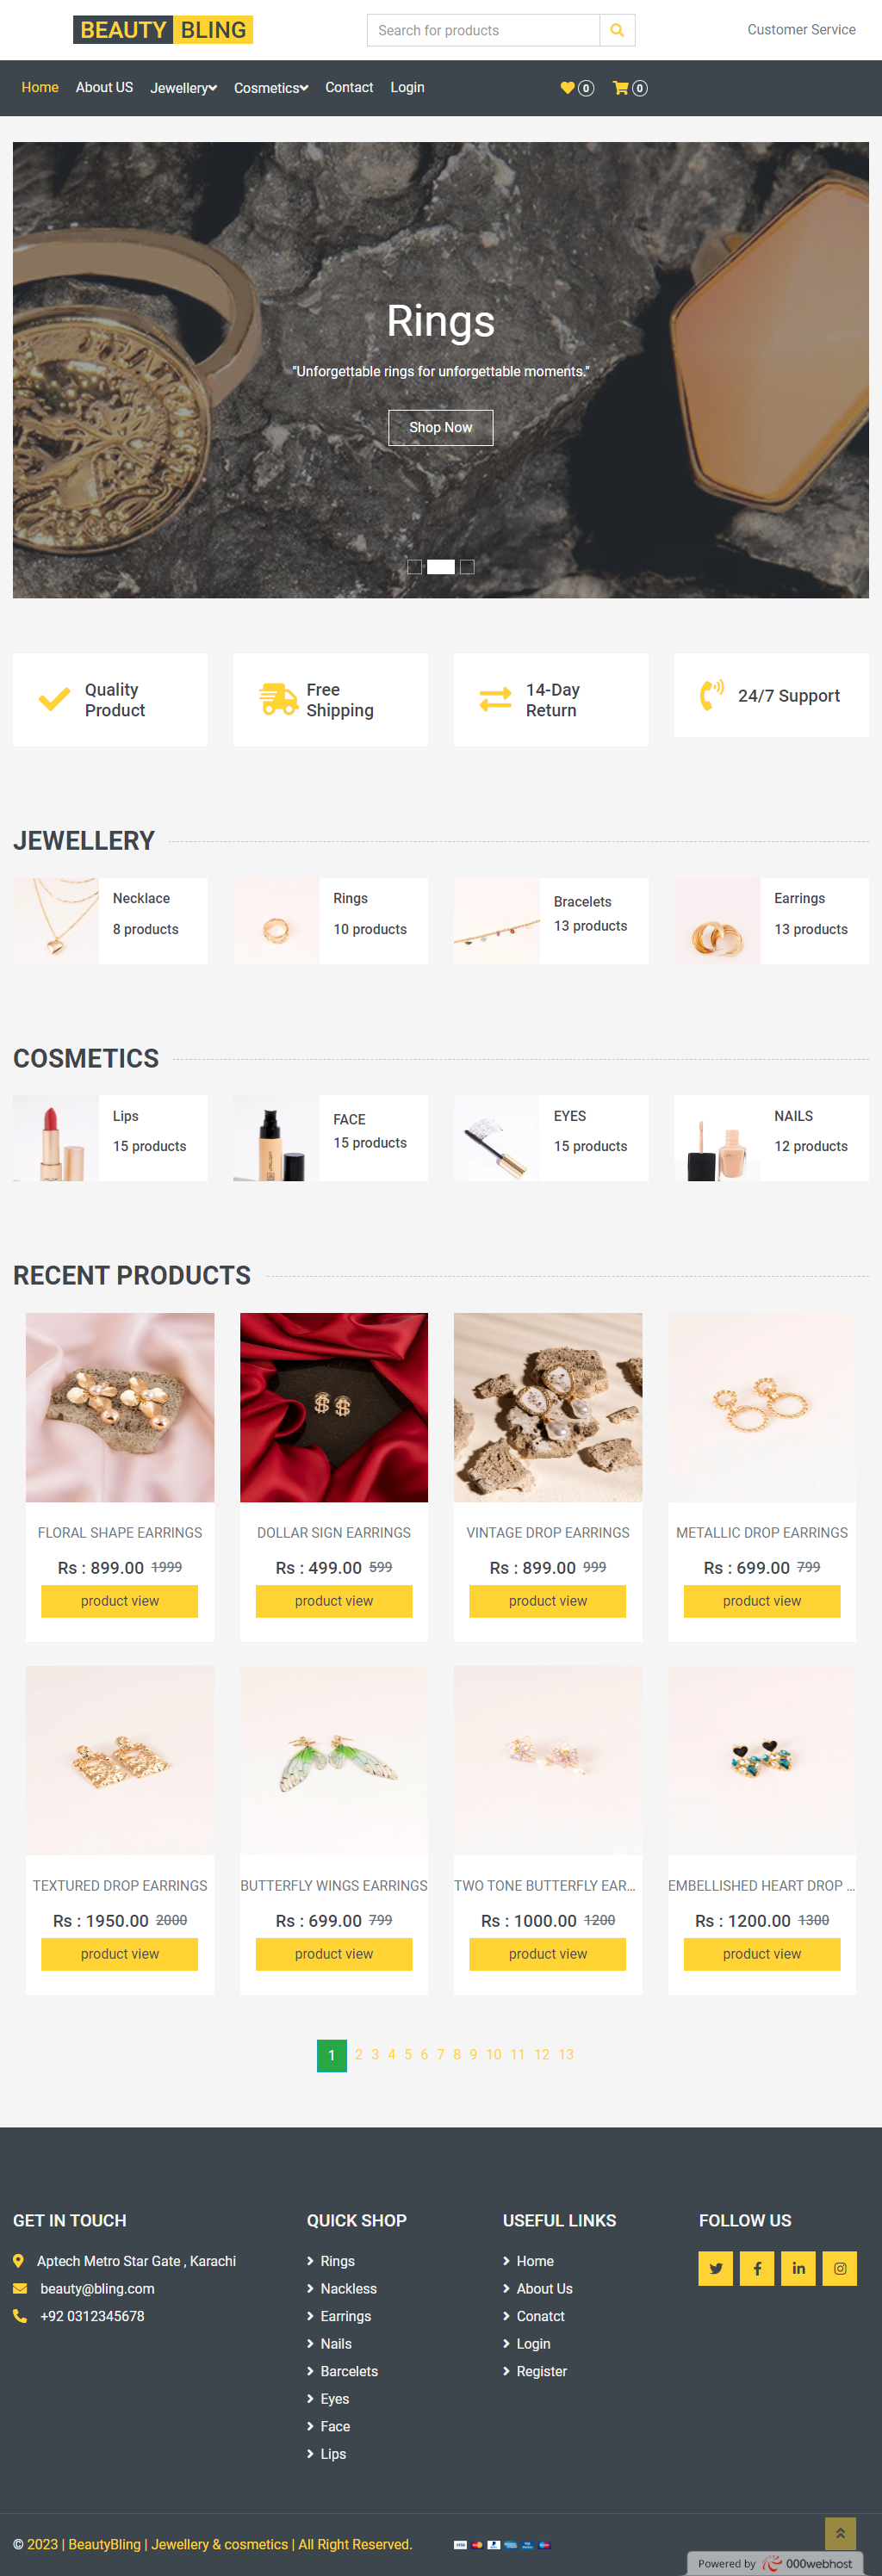 BEAUTY BLING
Search for products
Customer Service
Home About US Jewellery Cosmetics Contact Login 0 0
Rings
"Unforgettable rings for unforgettable moments."
Shop Now
Quality
Product
Free
Shipping
14-Day
Return
24/7 Support
JEWELLERY
Necklace
8 products
Rings
10 products
Bracelets
13 products
Earrings
13 products
COSMETICS
Lips
15 products
FACE
15 products
EYES
15 products
NAILS
12 products
RECENT PRODUCTS
FLORAL SHAPE EARRINGS
Rs : 899.00 1999
product view
DOLLAR SIGN EARRINGS
Rs : 499.00 599
product view
VINTAGE DROP EARRINGS
Rs : 899.00 999
product view
METALLIC DROP EARRINGS
Rs : 699.00 799
product view
TEXTURED DROP EARRINGS
Rs : 1950.00 2000
product view
BUTTERFLY WINGS EARRINGS
Rs : 699.00 799
product view
TWO TONE BUTTERFLY EAR...
Rs : 1000.00 1200
product view
EMBELLISHED HEART DROP ...
Rs : 1200.00 1300
product view
1 2 3 4 5 6 7 8 9 10 11 12 13
GET IN TOUCH
Aptech Metro Star Gate , Karachi
beauty@bling.com
+92 0312345678
QUICK SHOP
Rings
Nackless
Earrings
Nails
Barcelets
Eyes
Face
Lips
USEFUL LINKS
Home
About Us
Conatct
Login
Register
FOLLOW US
© 2023 | BeautyBling | Jewellery & cosmetics | All Right Reserved.
Powered by 000webhost